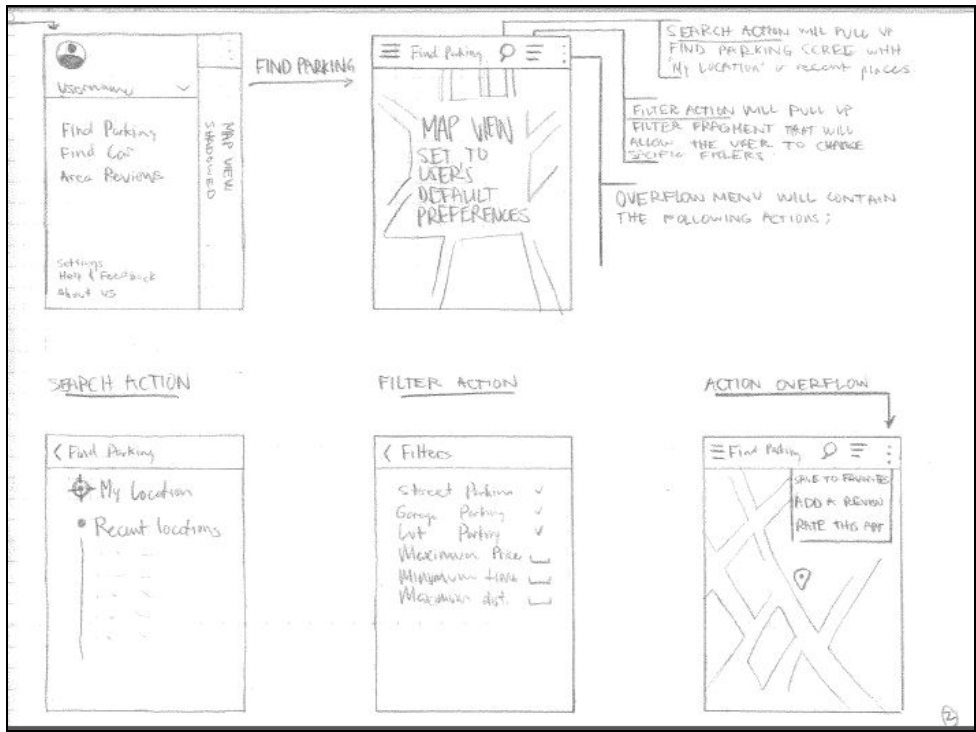 Username
Find Parking
Find Car
Area Reviews
Settings
Help & Feedback
About us
MAP VIEW
SHADOWED
FIND PARKING
Find Parking
MAP VIEW
SET TO
USER'S
DEFAULT
PREFERENCES
SEARCH ACTION WILL PULL UP
FIND PARKING SCREE WITH
"MY LOCATION" & recent places
FILTER ACTION WILL PULL UP
FILTER FRAGMENT THAT WILL
ALLOW THE USER TO CHANGE
FILTERS
OVERFLOW MENU WILL CONTAIN
THE FOLLOWING ACTIONS;
SEARCH ACTION
< Find Parking
My Location
Recent locations
FILTER ACTION
< Filters
Street Parking
Garage Parking
Lot Parking
Maximum Price
Minimum time
Maximum dist.
ACTION OVERFLOW
Find Parking
SAVE TO FAVORITES
ADD A REVIEW
RATE THIS APP
2